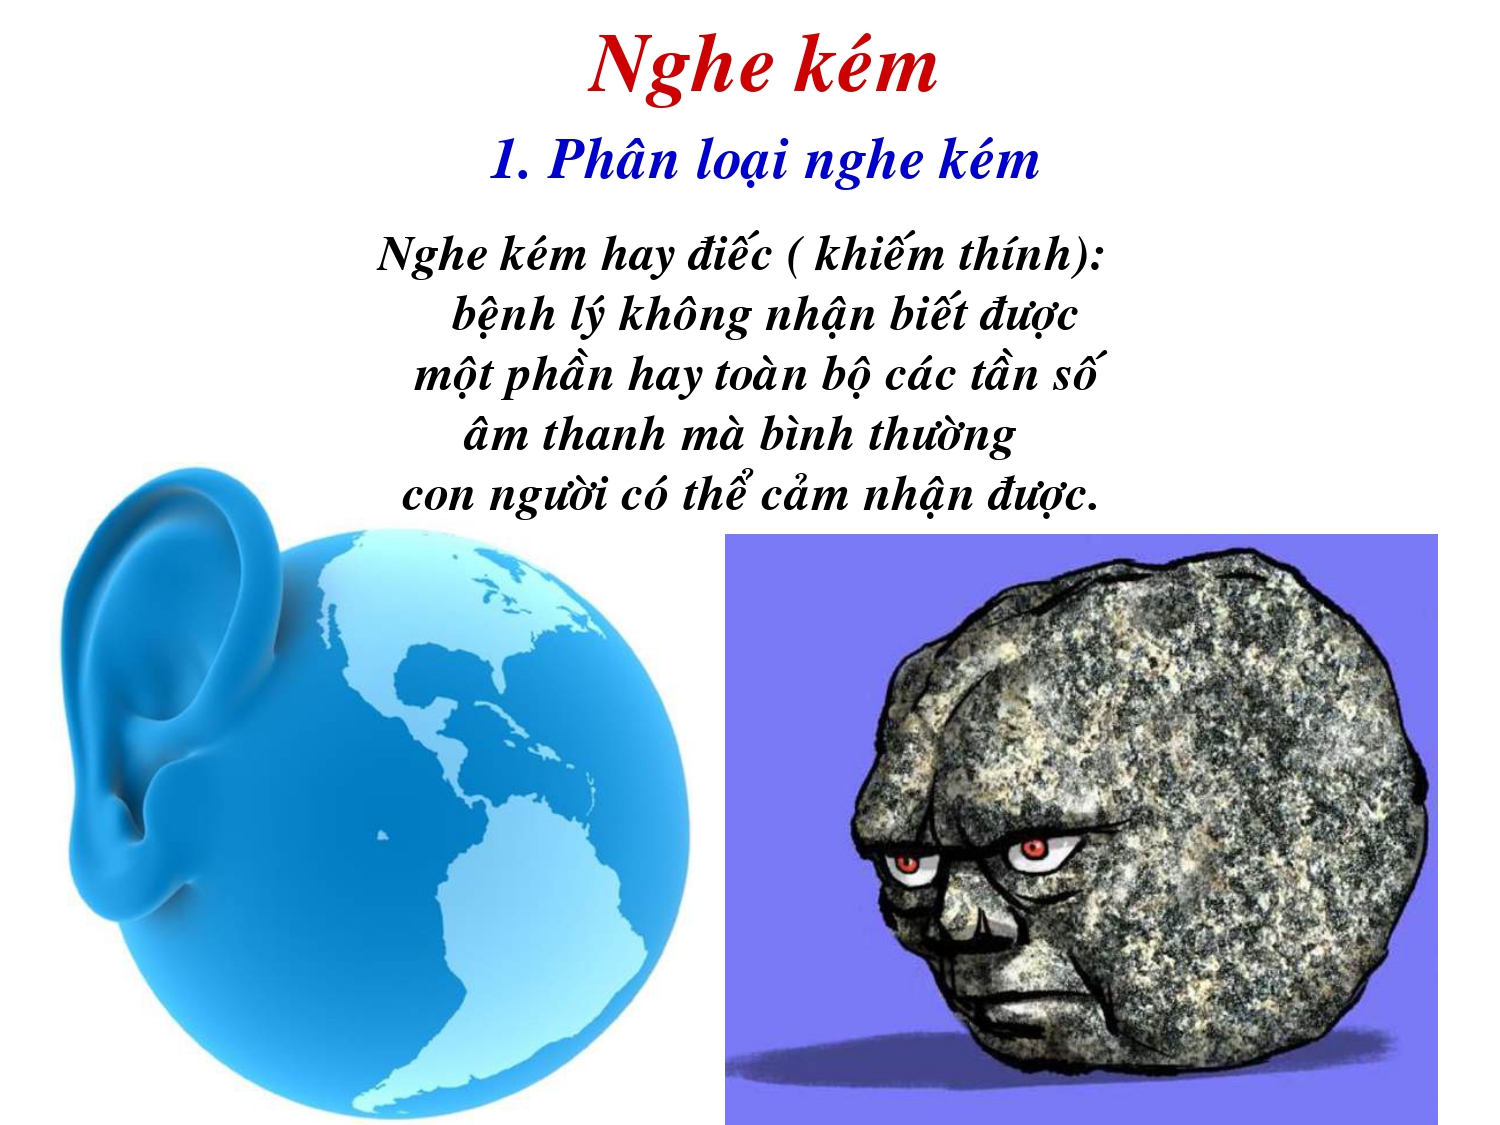 Nghe kém
1. Phân loại nghe kém
Nghe kém hay điếc ( khiếm thính):
bệnh lý không nhận biết được
một phần hay toàn bộ các tần số
âm thanh mà bình thường
con người có thể cảm nhận được.